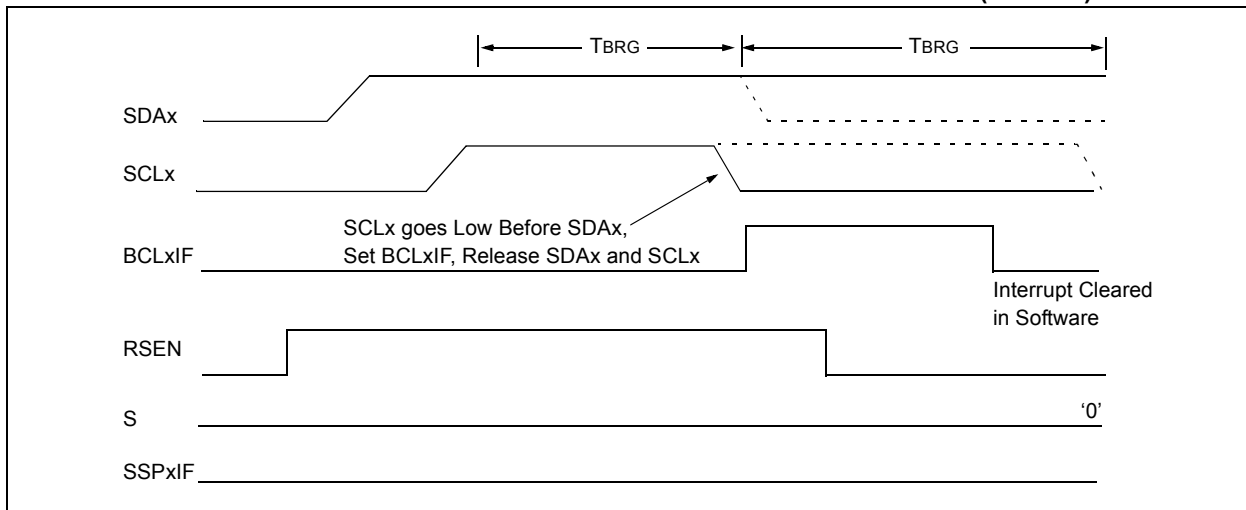 TBRG
TBRG
SDAx
SCLx
SCLx goes Low Before SDAx,
Set BCLxIF, Release SDAx and SCLx
BCLxIF
Interrupt Cleared
in Software
RSEN
S
‘0’
SSPxIF